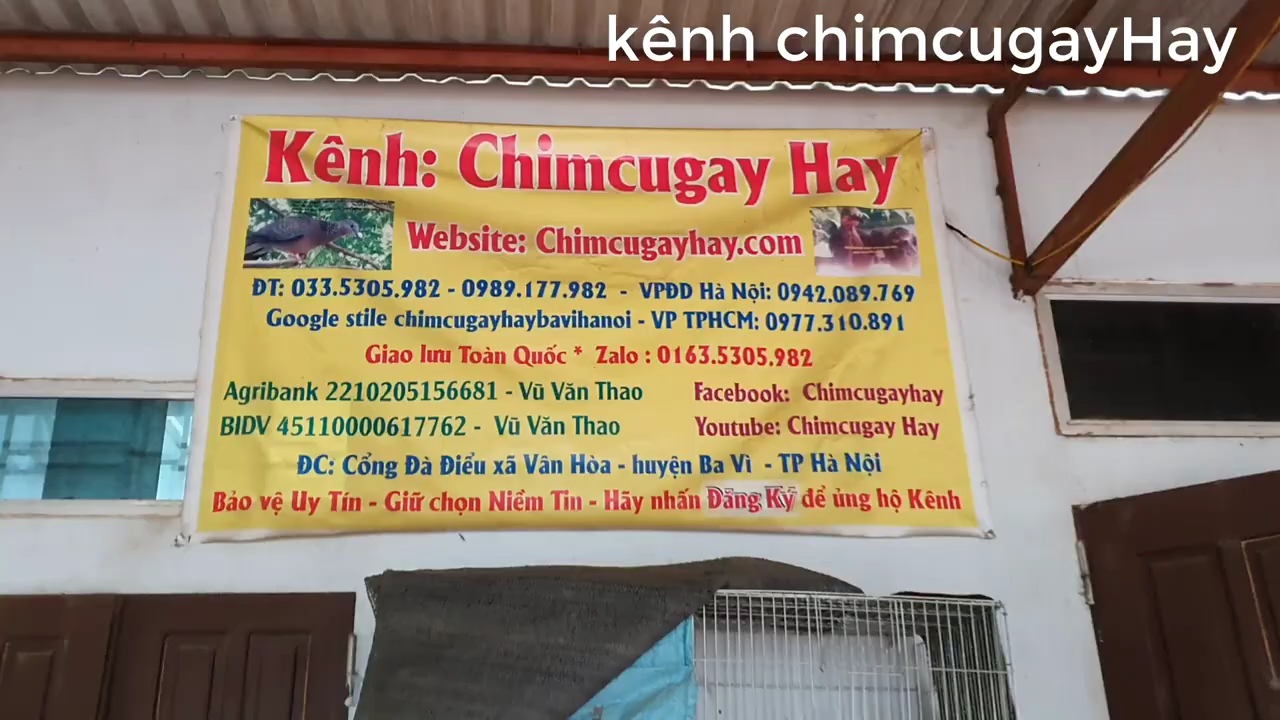 kênh chimcugayHay
Kênh: Chimcugay Hay
Website: Chimcugayhay.com
ĐT: 033.5305.982 - 0989.177.982 - VPĐD Hà Nội: 0942.089.769
Google stile chimcugayhaybavihanoi - VP TPHCM: 0977.310.891
Giao lưu Toàn Quốc * Zalo : 0163.5305.982
Agribank 2210205156681 - Vũ Văn Thao Facebook: Chimcugayhay
BIDV 45110000617762 - Vũ Văn Thao Youtube: Chimcugay Hay
ĐC: Cổng Đà Điểu xã Vân Hòa - huyện Ba Vì - TP Hà Nội
Bảo vệ Uy Tín - Giữ chọn Niềm Tin - Hãy nhấn Đăng Ký để ủng hộ Kênh